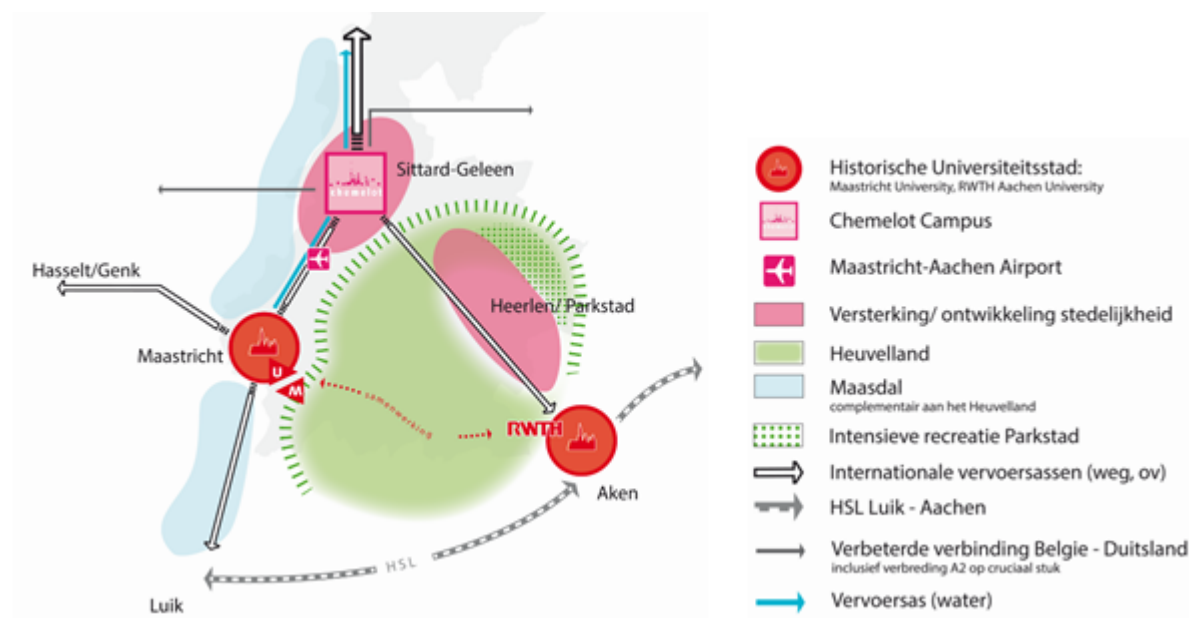 Sittard-Geleen
chemelot
Hasselt/Genk
Heerlen/ Parkstad
Maastricht
U
M
samenwerking
RWTH
Aken
HSL
Luik
Historische Universiteitsstad:
Maastricht University, RWTH Aachen University
Chemelot Campus
Maastricht-Aachen Airport
Versterking/ ontwikkeling stedelijkheid
Heuvelland
Maasdal
complementair aan het Heuvelland
Intensieve recreatie Parkstad
Internationale vervoersassen (weg, ov)
HSL Luik - Aachen
Verbeterde verbinding Belgie - Duitsland
inclusief verbreding A2 op cruciaal stuk
Vervoersas (water)